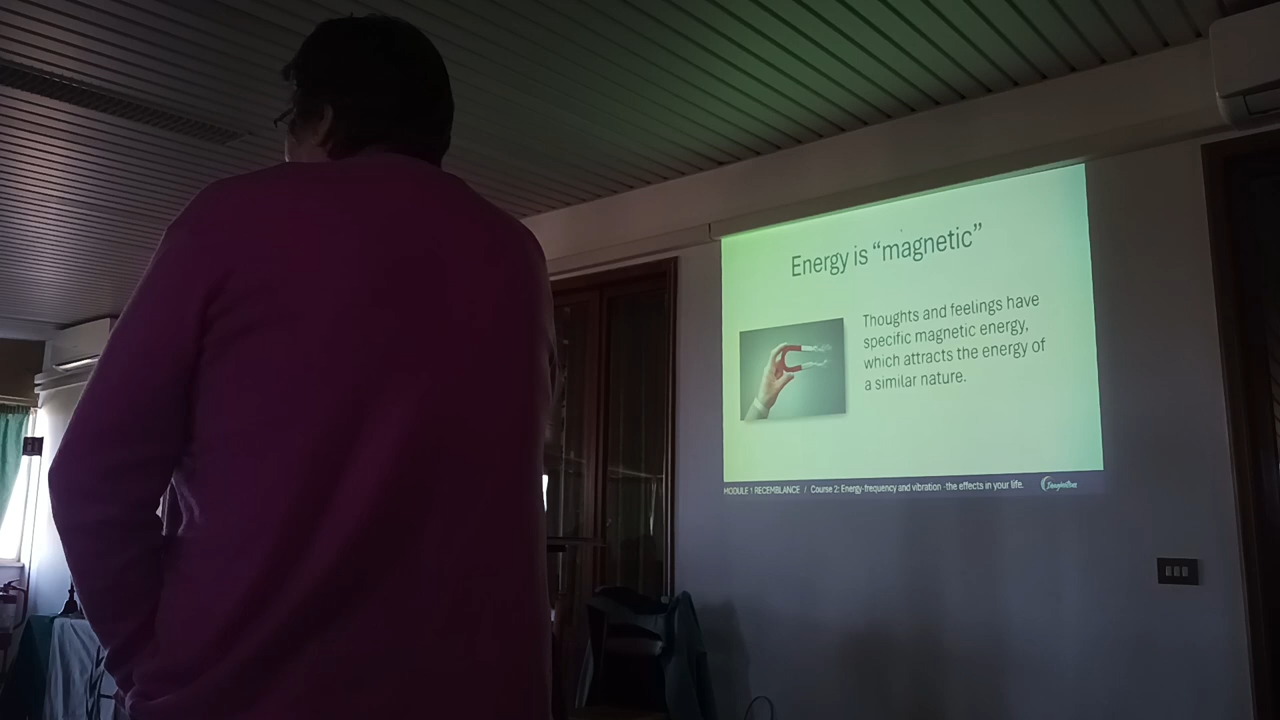 Energy is “magnetic”
Thoughts and feelings have
specific magnetic energy,
which attracts the energy of
a similar nature.
MODULE 1 RECEMBLANCE / Course 2: Energy-frequency and vibration -the effects in your life.